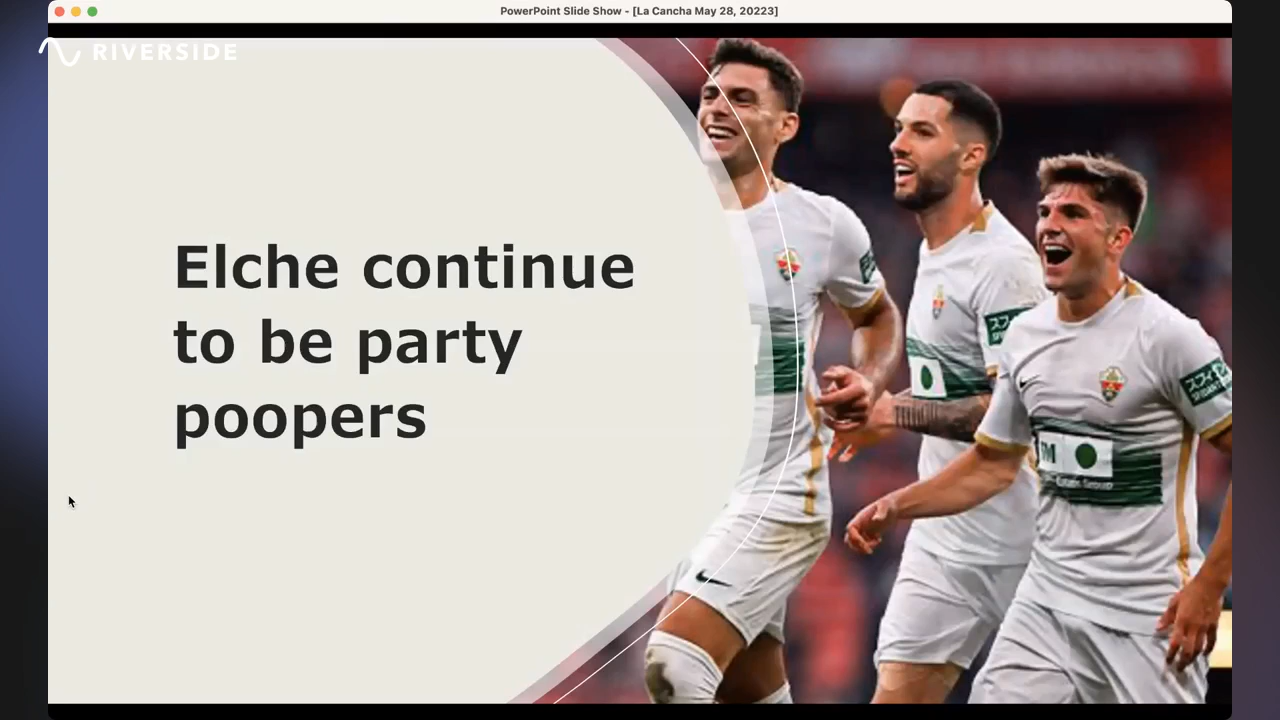 PowerPoint Slide Show - [La Cancha May 28, 20223]
RIVERSIDE
Elche continue
to be party
poopers